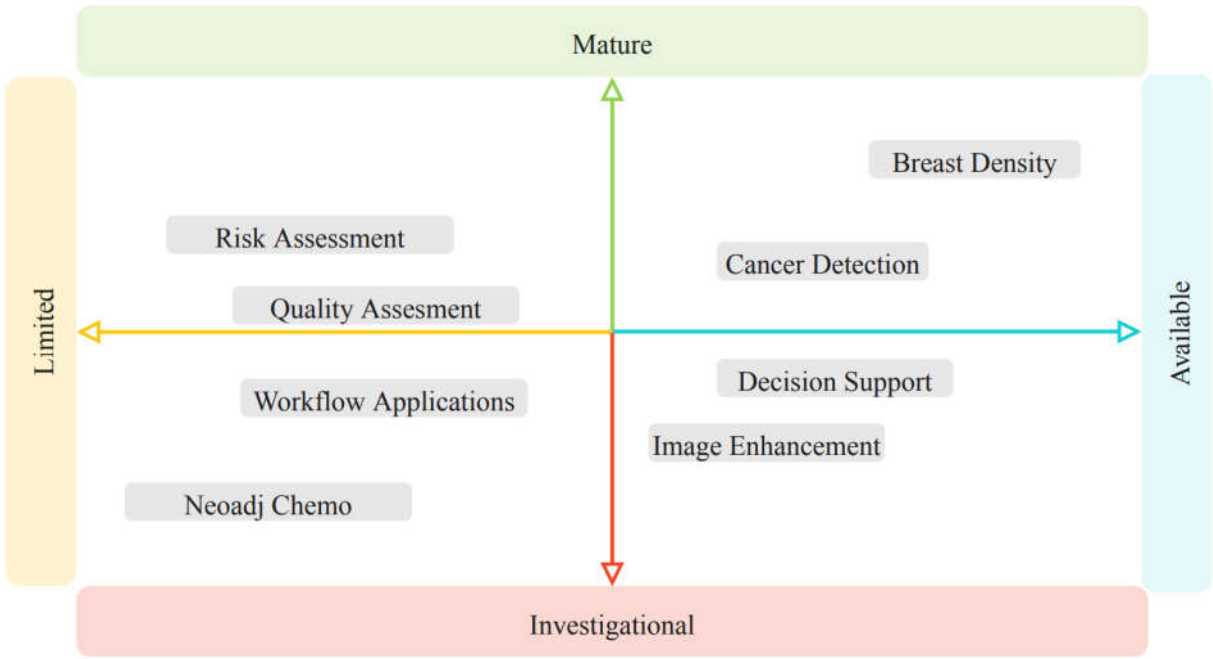 Mature
Breast Density
Risk Assessment
Cancer Detection
Quality Assesment
Limited
Available
Decision Support
Workflow Applications
Image Enhancement
Neoadj Chemo
Investigational